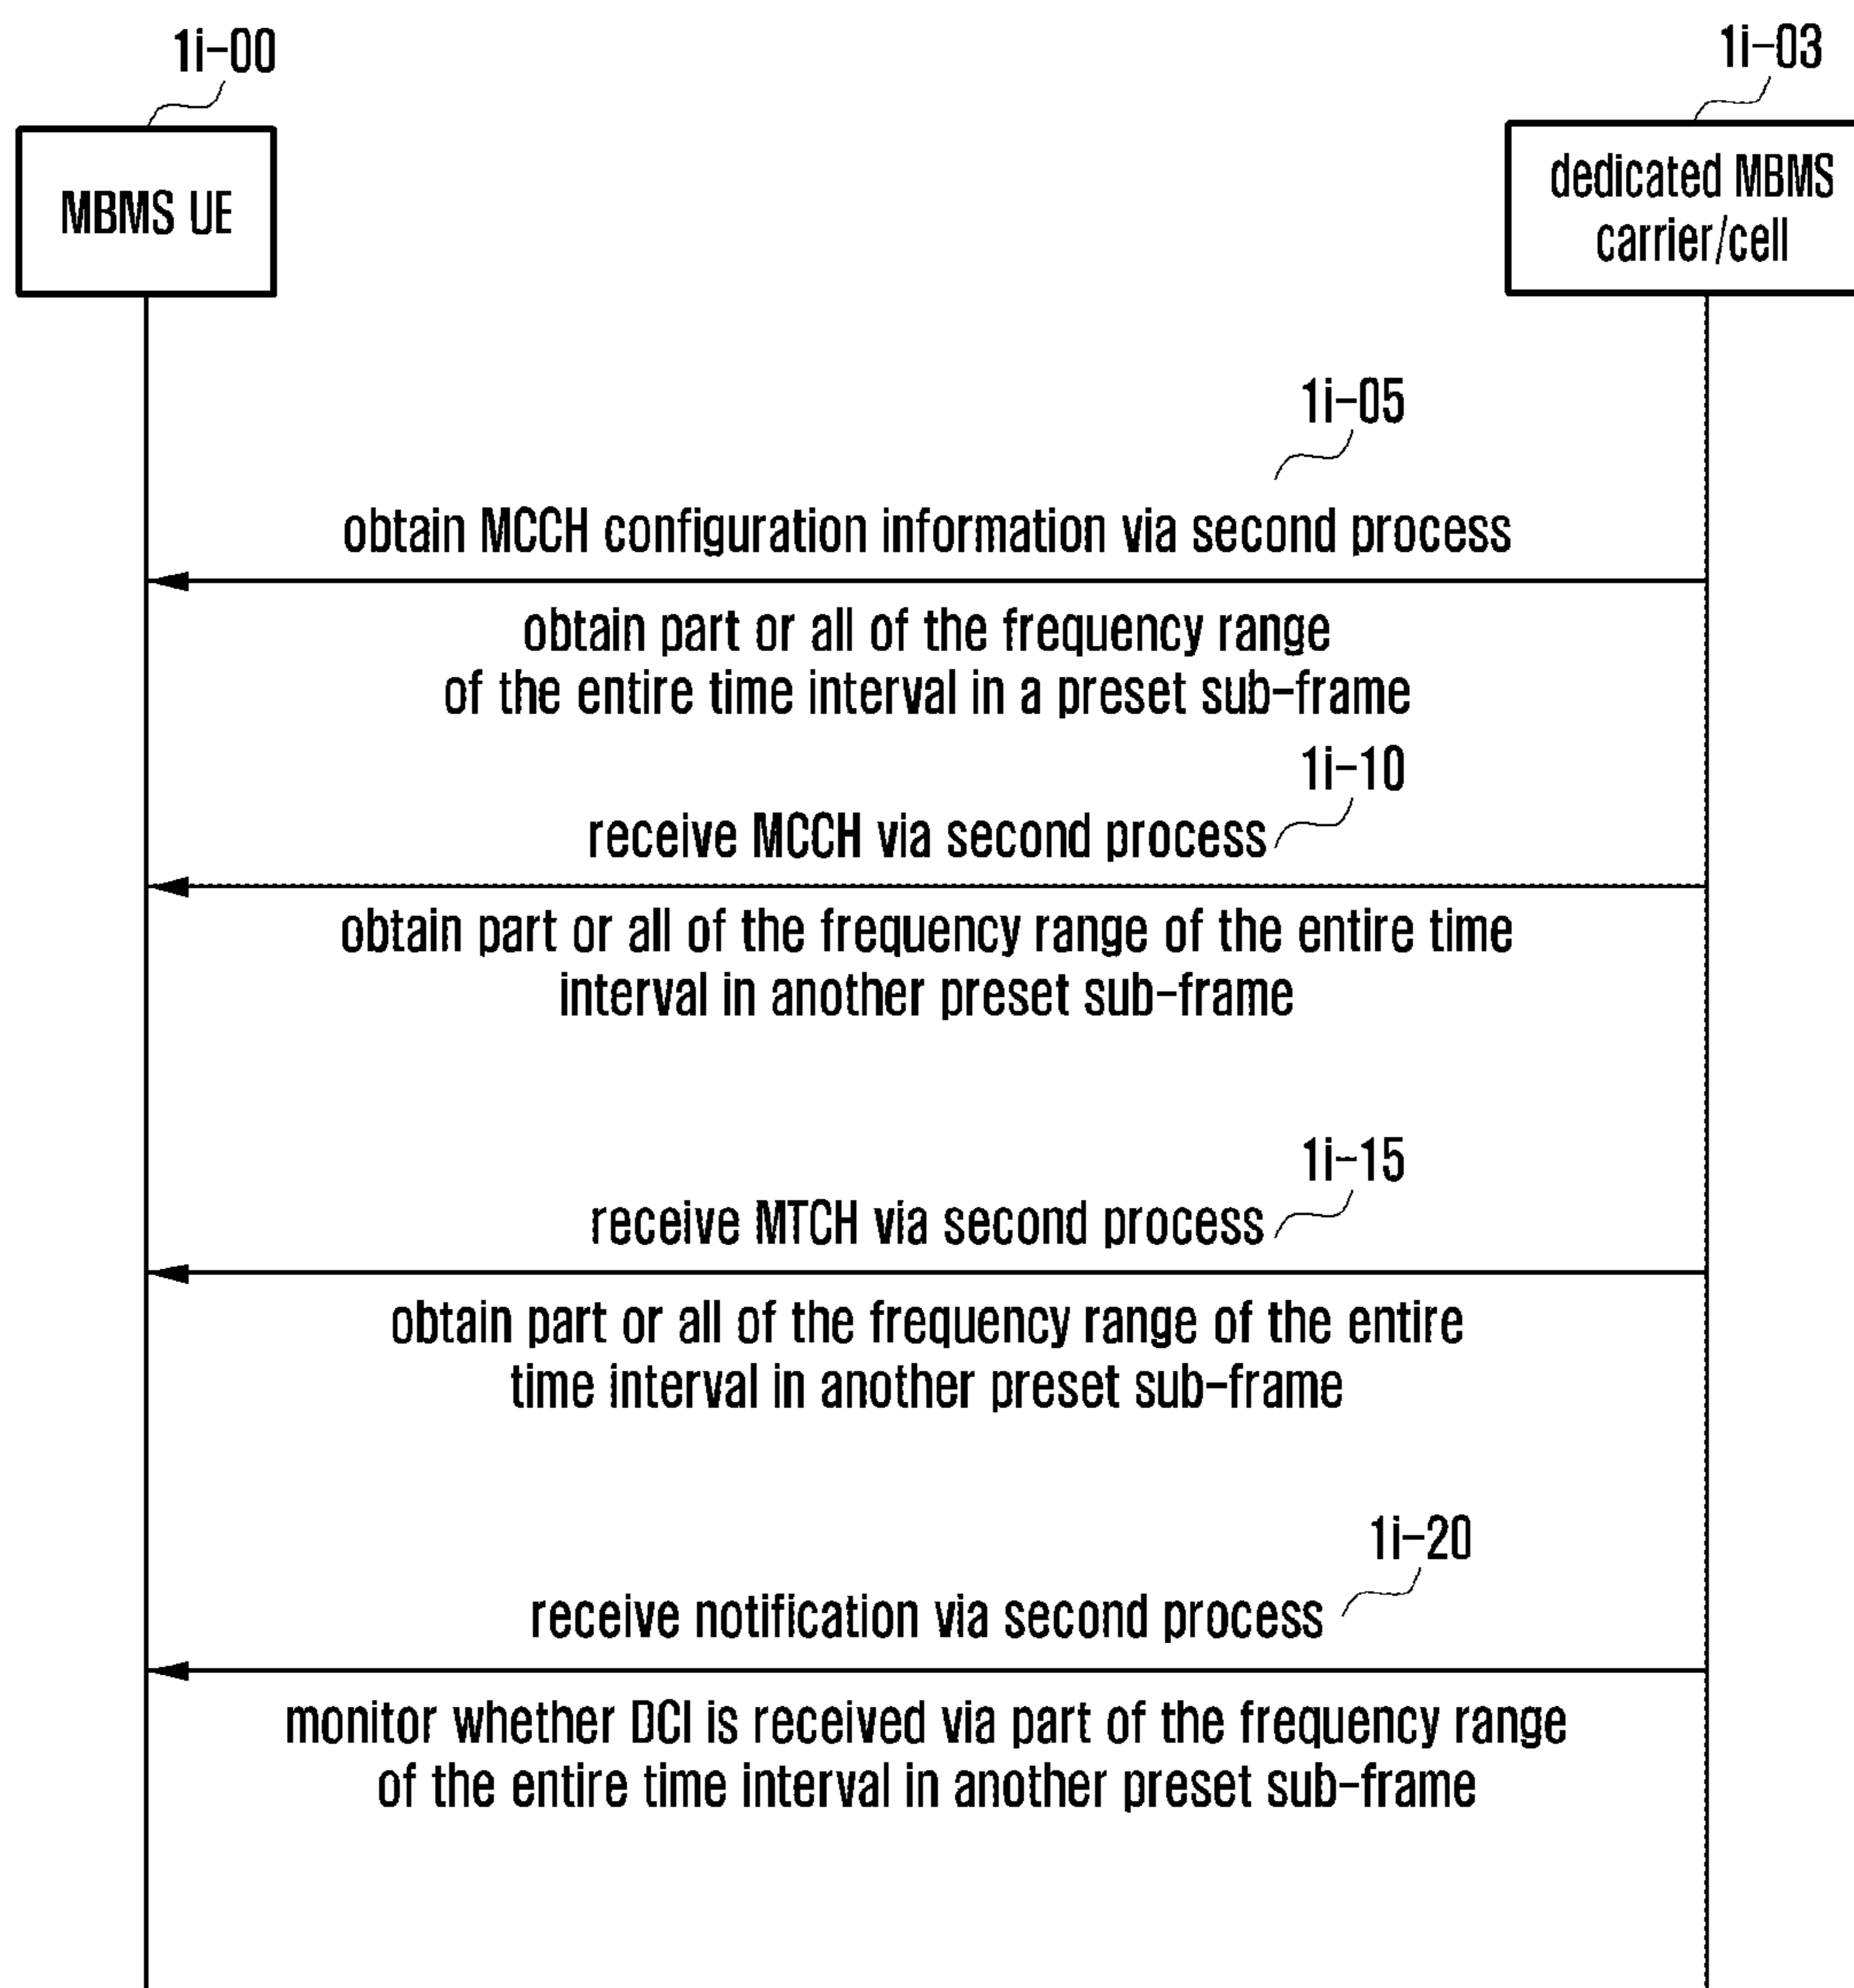 1i-00
1i-03
MBMS UE
dedicated MBMS
carrier/cell
1i-05
obtain MCCH configuration information via second process
obtain part or all of the frequency range
of the entire time interval in a preset sub-frame
1i-10
receive MCCH via second process
obtain part or all of the frequency range of the entire time
interval in another preset sub-frame
1i-15
receive MTCH via second process
obtain part or all of the frequency range of the entire
time interval in another preset sub-frame
1i-20
receive notification via second process
monitor whether DCI is received via part of the frequency range
of the entire time interval in another preset sub-frame